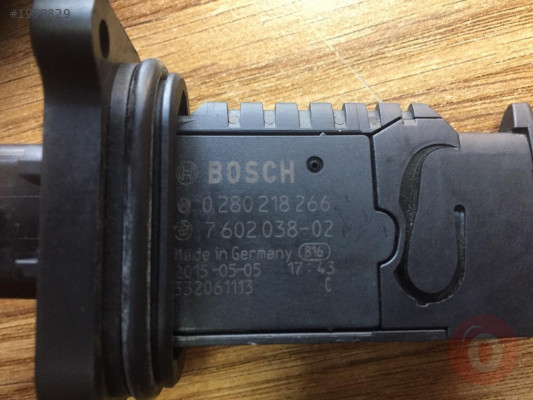 BOSCH
0 280 218 266
7 602 038-02
Made in Germany 816
2015-05-05 17:43
332061113 C